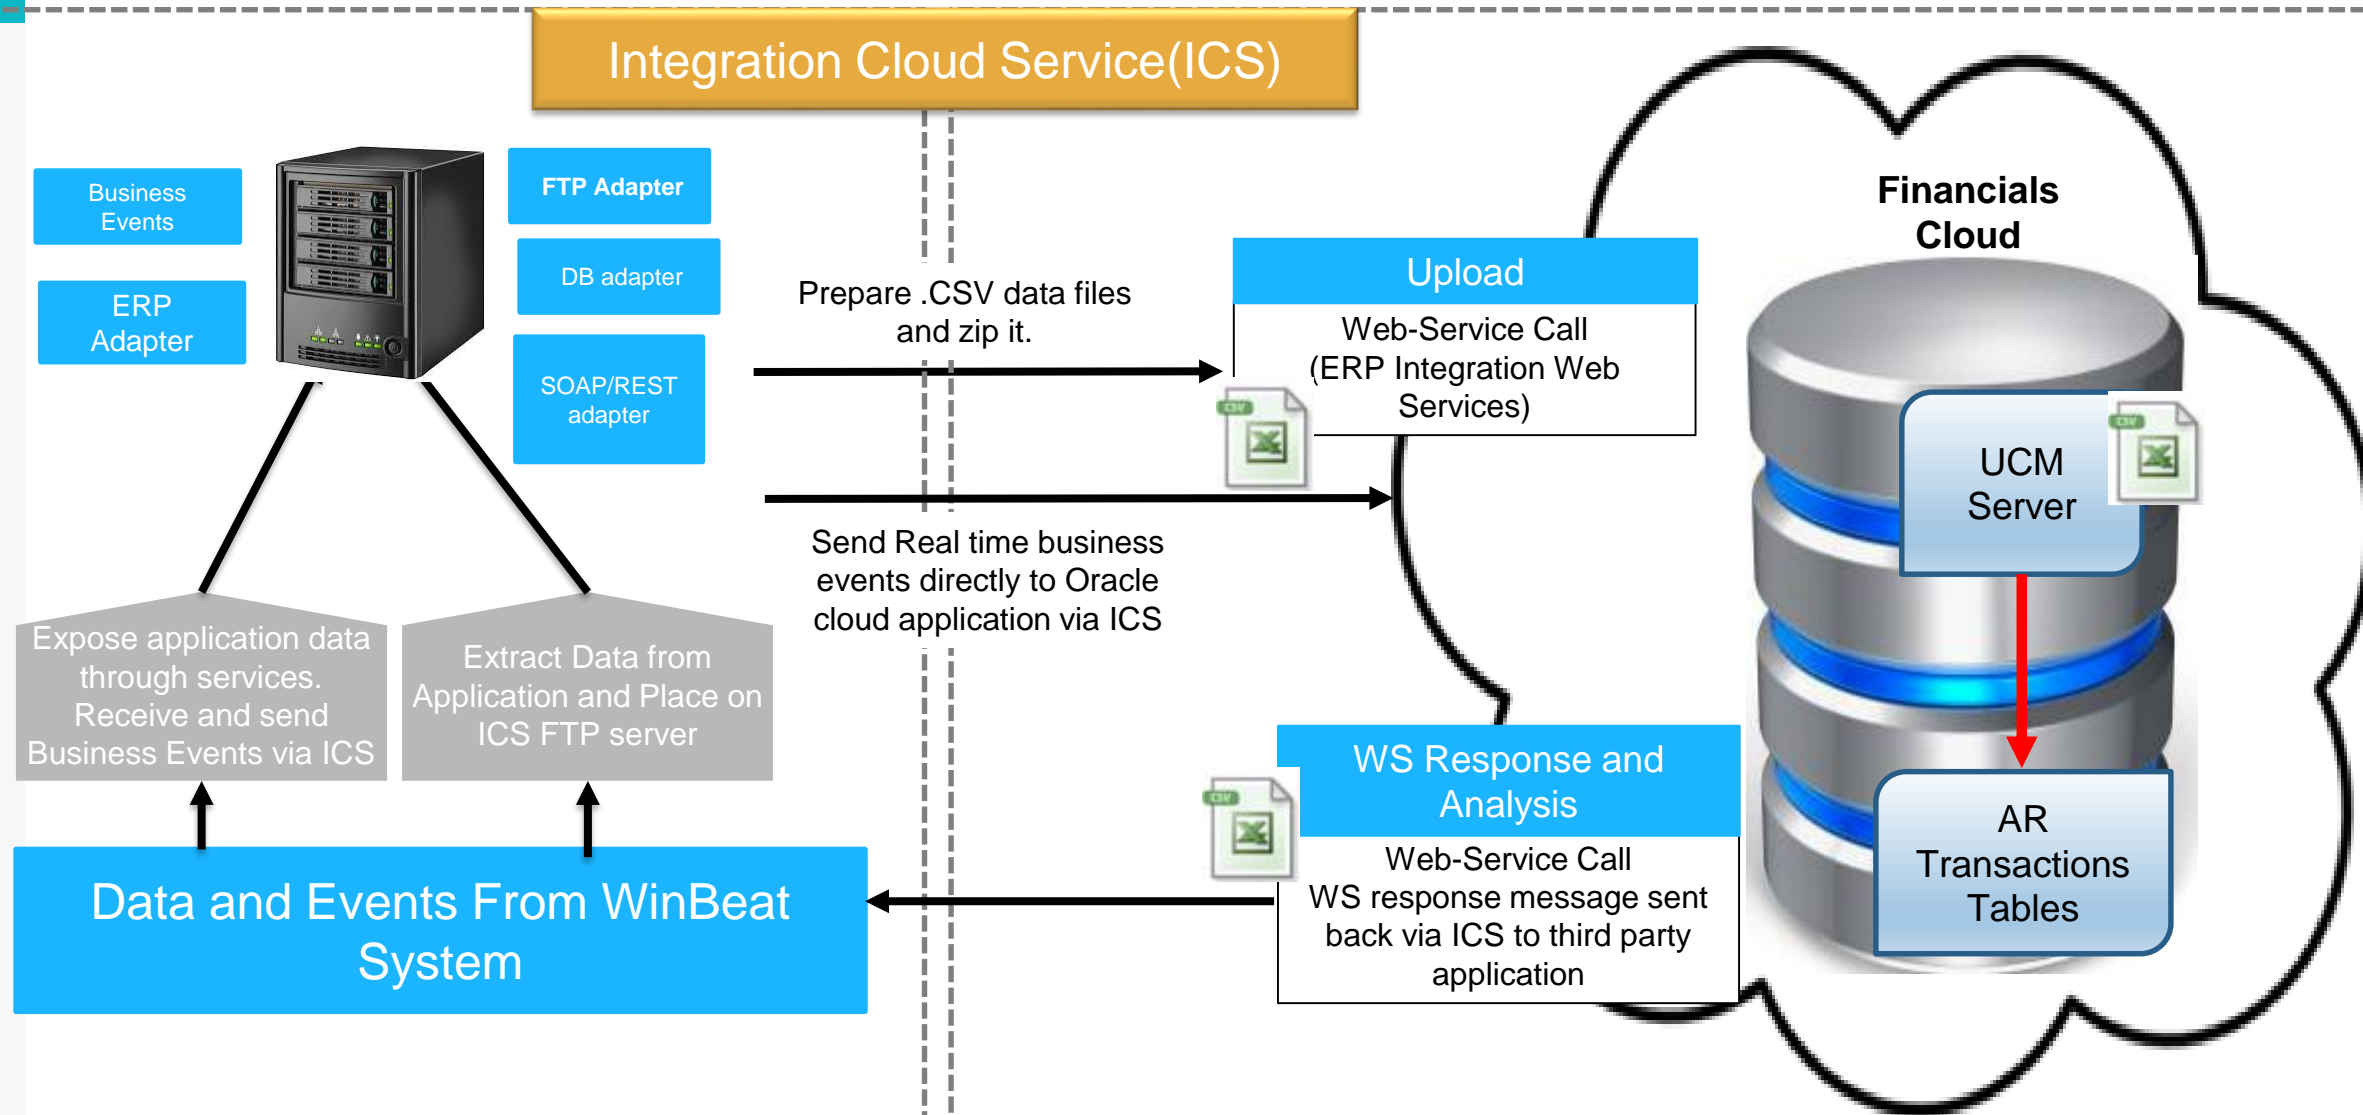 Integration Cloud Service(ICS)
Business
Events
ERP
Adapter
FTP Adapter
DB adapter
SOAP/REST
adapter
Prepare .CSV data files
and zip it.
Upload
Web-Service Call
(ERP Integration Web
Services)
CSV
Send Real time business
events directly to Oracle
cloud application via ICS
Financials
Cloud
UCM
Server
CSV
AR
Transactions
Tables
Expose application data
through services.
Receive and send
Business Events via ICS
Extract Data from
Application and Place on
ICS FTP server
Data and Events From WinBeat
System
WS Response and
Analysis
CSV
Web-Service Call
WS response message sent
back via ICS to third party
application